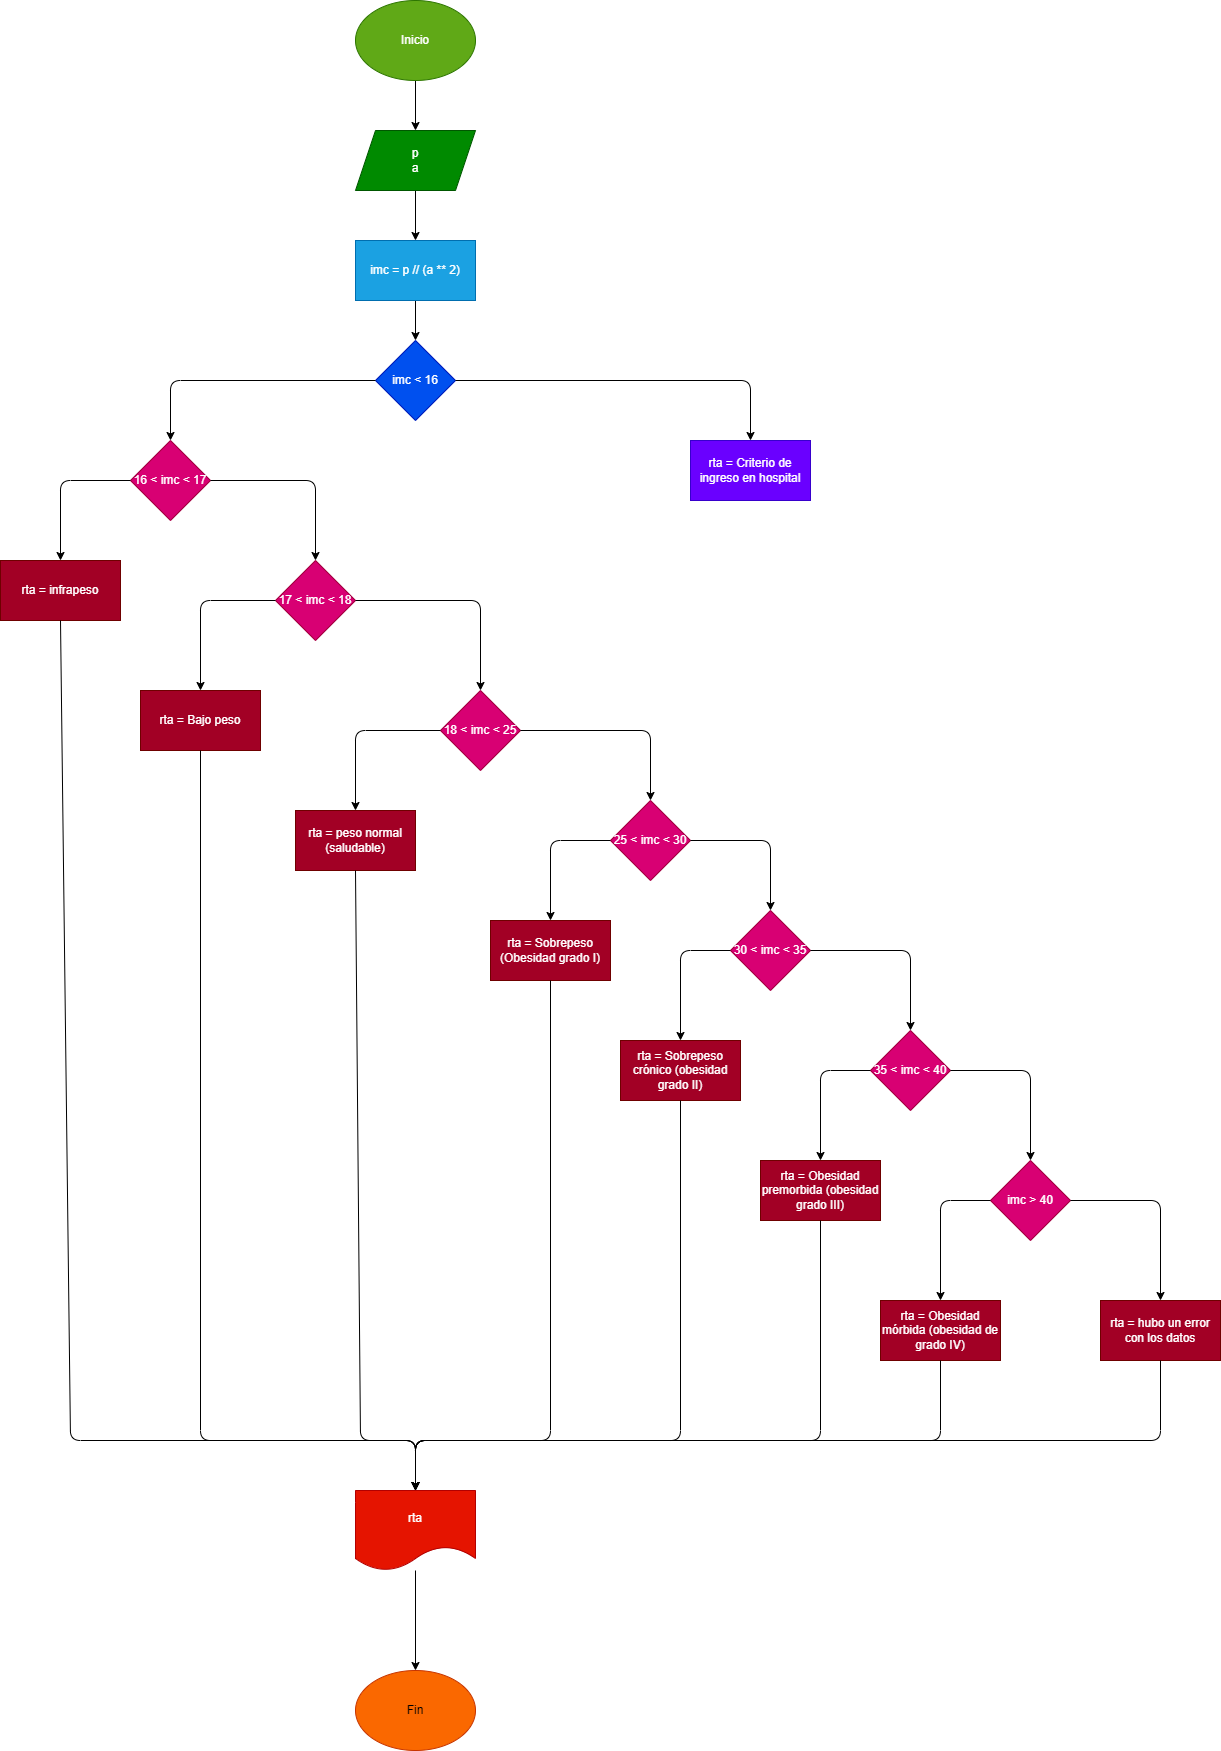 Inicio
p
a
imc = p // (a ** 2)
imc < 16
rta = Criterio de
ingreso en hospital
16 < imc < 17
rta = infrapeso
17 < imc < 18
rta = Bajo peso
18 < imc < 25
rta = peso normal
(saludable)
25 < imc < 30
rta = Sobrepeso
(Obesidad grado I)
30 < imc < 35
rta = Sobrepeso
crónico (obesidad
grado II)
35 < imc < 40
rta = Obesidad
premorbida (obesidad
grado III)
imc > 40
rta = Obesidad
mórbida (obesidad de
grado IV)
rta = hubo un error
con los datos
rta
Fin